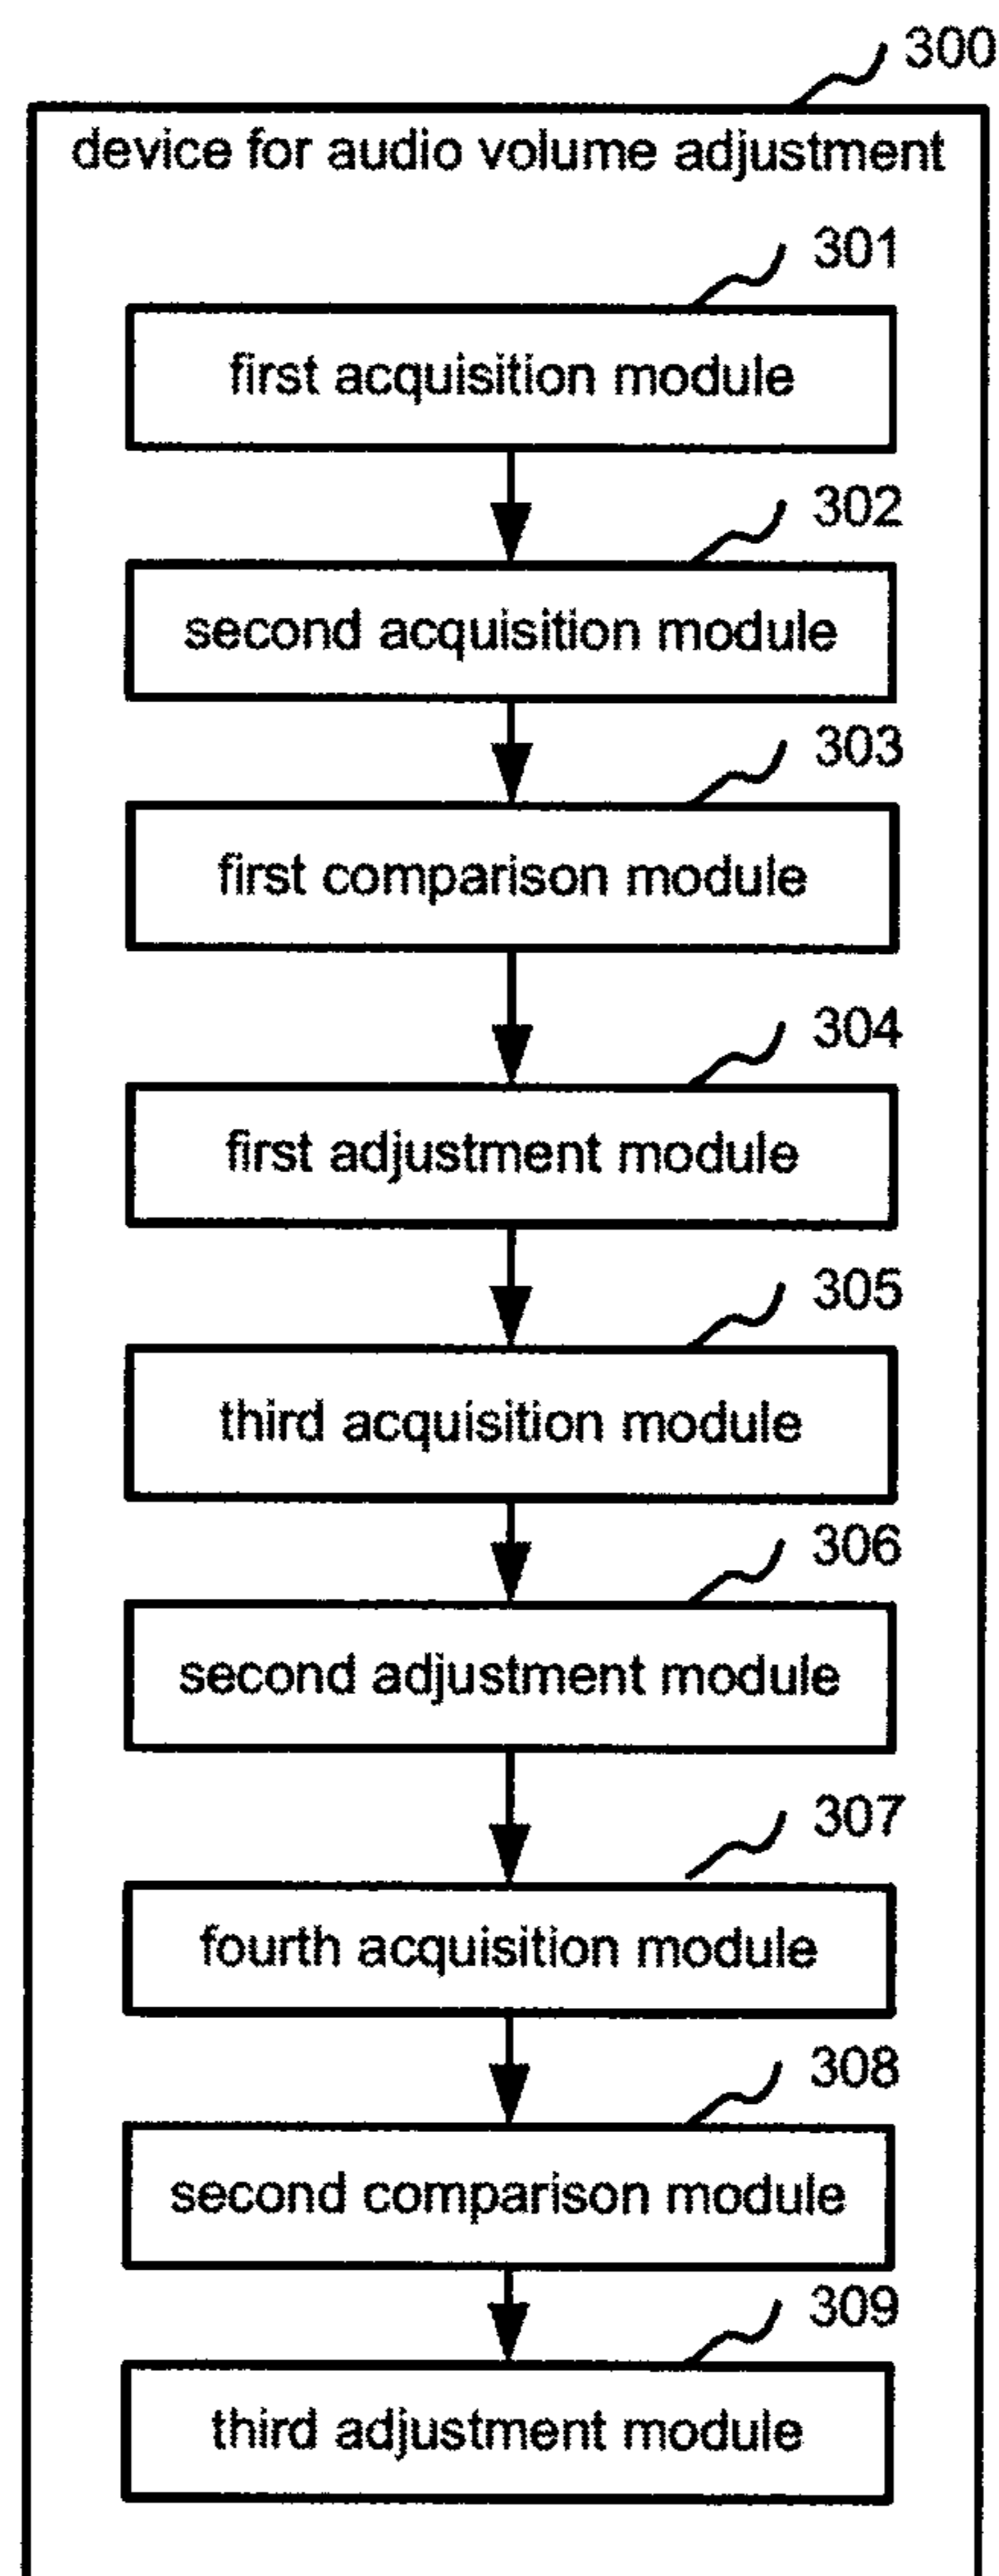 300
device for audio volume adjustment
301
first acquisition module
302
second acquisition module
303
first comparison module
304
first adjustment module
305
third acquisition module
306
second adjustment module
307
fourth acquisition module
308
second comparison module
309
third adjustment module